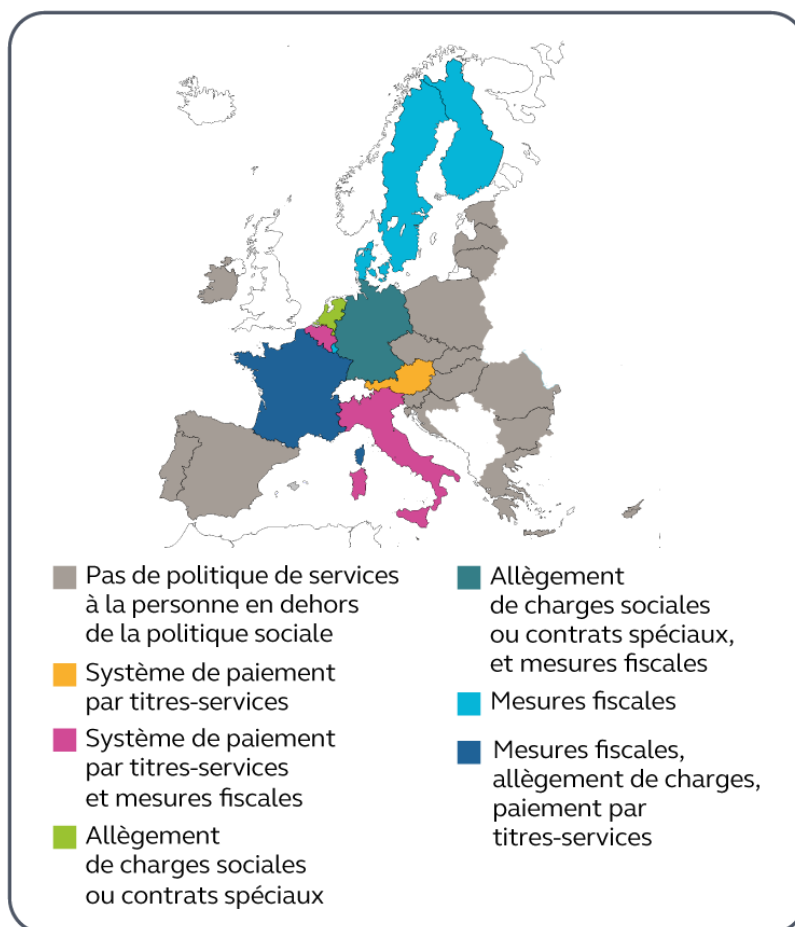 Pas de politique de services
à la personne en dehors
de la politique sociale
Système de paiement
par titres-services
Système de paiement
par titres-services
et mesures fiscales
Allègement
de charges sociales
ou contrats spéciaux
Allègement
de charges sociales
ou contrats spéciaux,
et mesures fiscales
Mesures fiscales
Mesures fiscales,
allègement de charges,
paiement par
titres-services